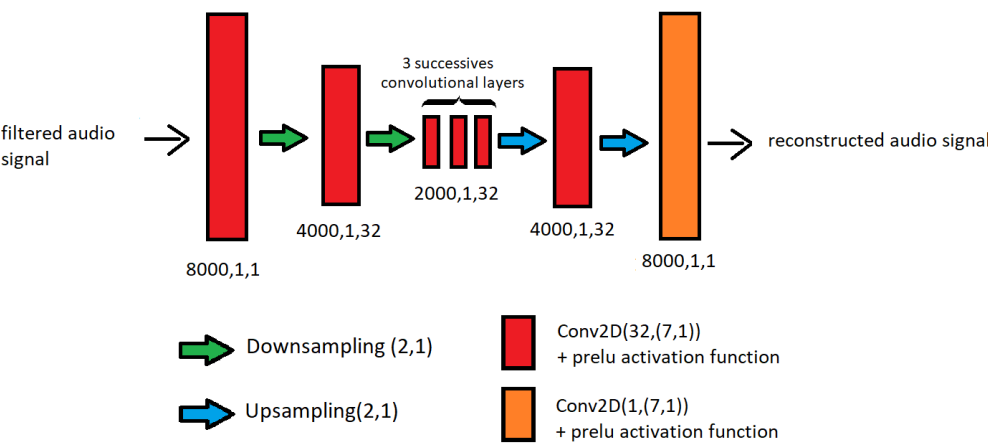 3 successives
convolutional layers
filtered audio
signal
reconstructed audio signal
2000,1,32
4000,1,32
4000,1,32
8000,1,1
8000,1,1
Downsampling (2,1)
Conv2D(32,(7,1))
+ prelu activation function
Upsampling(2,1)
Conv2D(1,(7,1))
+ prelu activation function